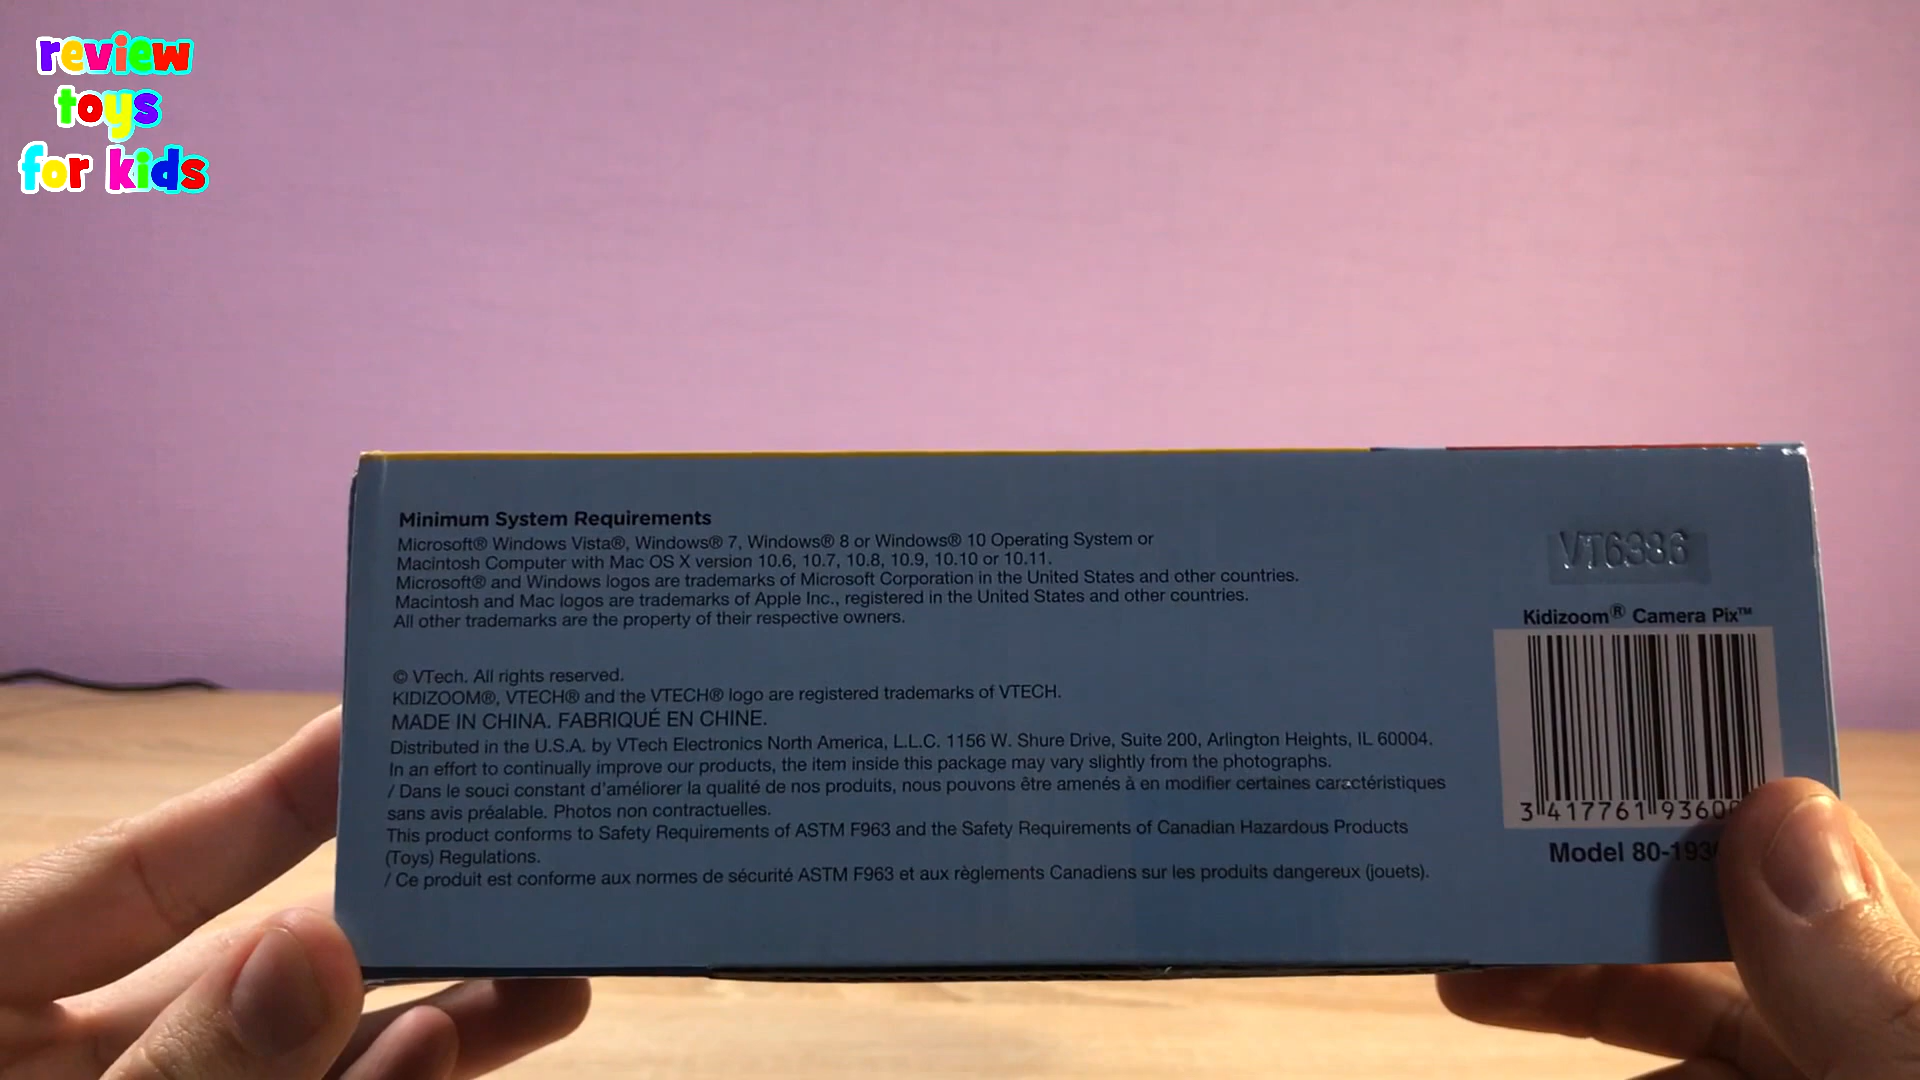 review
toys
for kids
Minimum System Requirements
Microsoft® Windows Vista®, Windows® 7, Windows® 8 or Windows® 10 Operating System or
Macintosh Computer with Mac OS X version 10.6, 10.7, 10.8, 10.9, 10.10 or 10.11.
Microsoft® and Windows logos are trademarks of Microsoft Corporation in the United States and other countries.
Macintosh and Mac logos are trademarks of Apple Inc., registered in the United States and other countries.
All other trademarks are the property of their respective owners.
© VTech. All rights reserved.
KIDIZOOM®, VTECH® and the VTECH® logo are registered trademarks of VTECH.
MADE IN CHINA. FABRIQUÉ EN CHINE.
Distributed in the U.S.A. by VTech Electronics North America, L.L.C. 1156 W. Shure Drive, Suite 200, Arlington Heights, IL 60004.
In an effort to continually improve our products, the item inside this package may vary slightly from the photographs.
/ Dans le souci constant d'améliorer la qualité de nos produits, nous pouvons être amenés à en modifier certaines caractéristiques
sans avis préalable. Photos non contractuelles.
This product conforms to Safety Requirements of ASTM F963 and the Safety Requirements of Canadian Hazardous Products
(Toys) Regulations.
/ Ce produit est conforme aux normes de sécurité ASTM F963 et aux règlements Canadiens sur les produits dangereux (jouets).
VT6386
Kidizoom® Camera Pix™
3 417761 9360
Model 80-193